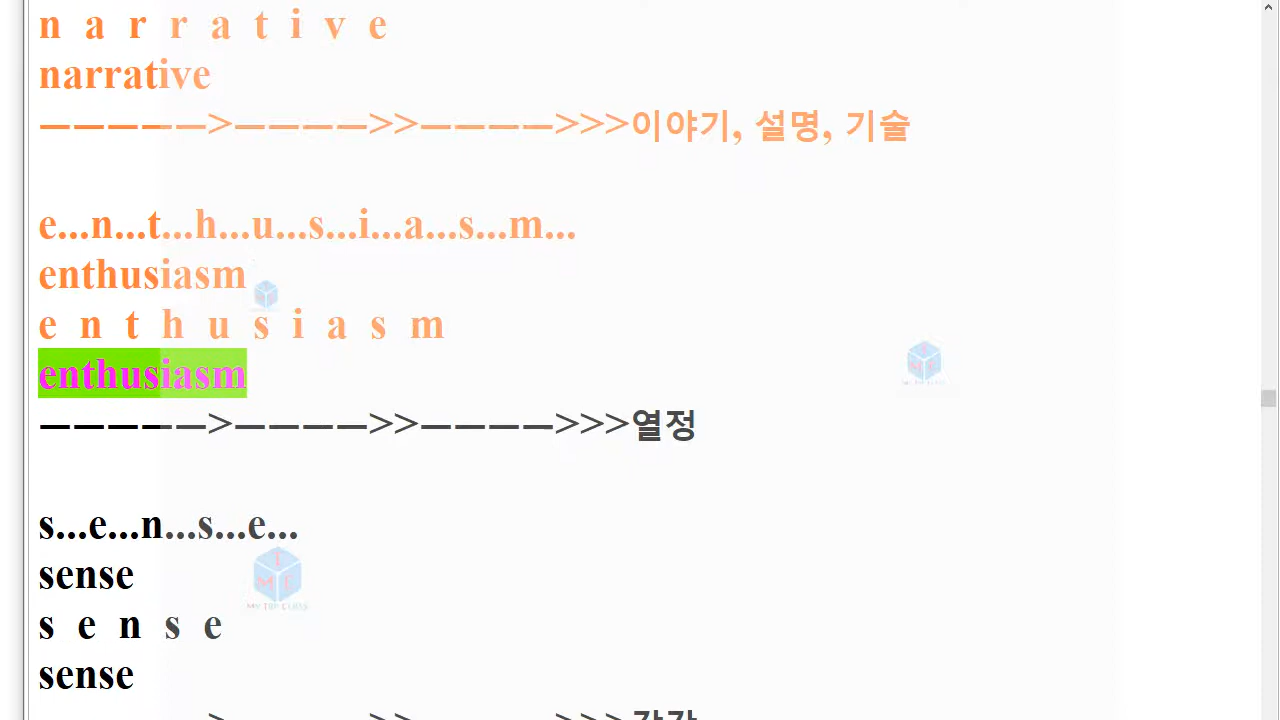 n a r r a t i v e
narrative
—————>————>>————>>>이야기, 설명, 기술
e...n...t...h...u...s...i...a...s...m...
enthusiasm
e n t h u s i a s m
enthusiasm
—————>————>>————>>>열정
s...e...n...s...e...
sense
s e n s e
sense